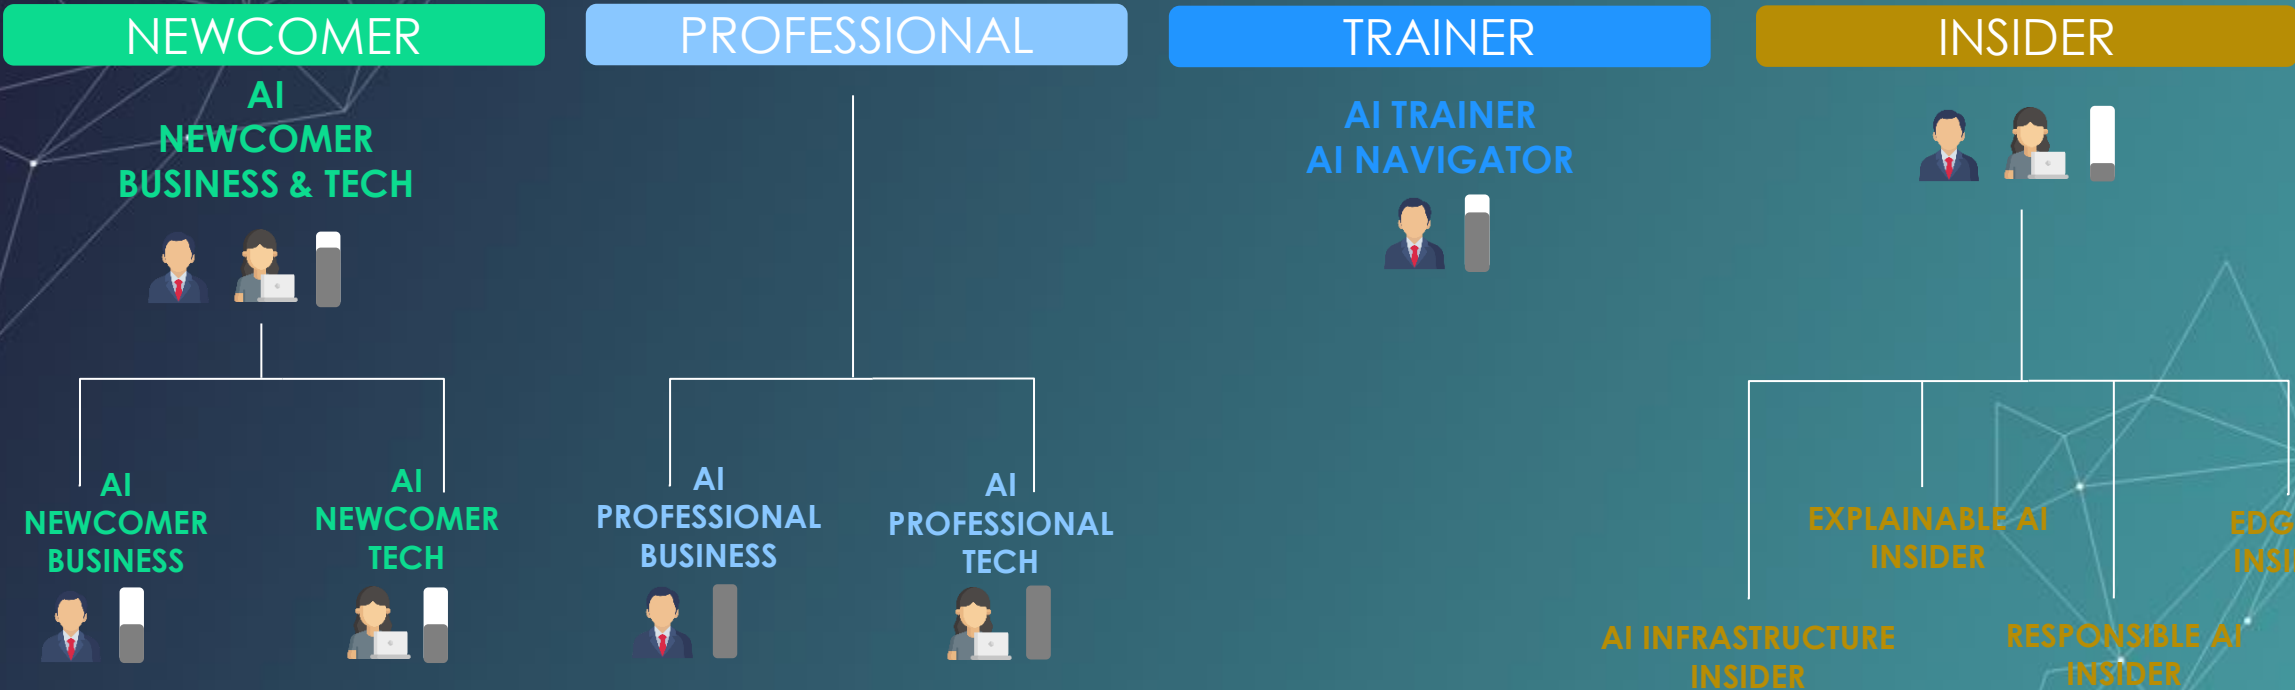 NEWCOMER
PROFESSIONAL
TRAINER
INSIDER
AI
NEWCOMER
BUSINESS & TECH
AI TRAINER
AI NAVIGATOR
AI
NEWCOMER
BUSINESS
AI
NEWCOMER
TECH
AI
PROFESSIONAL
BUSINESS
AI
PROFESSIONAL
TECH
AI INFRASTRUCTURE
INSIDER
EXPLAINABLE AI
INSIDER
RESPONSIBLE AI
INSIDER